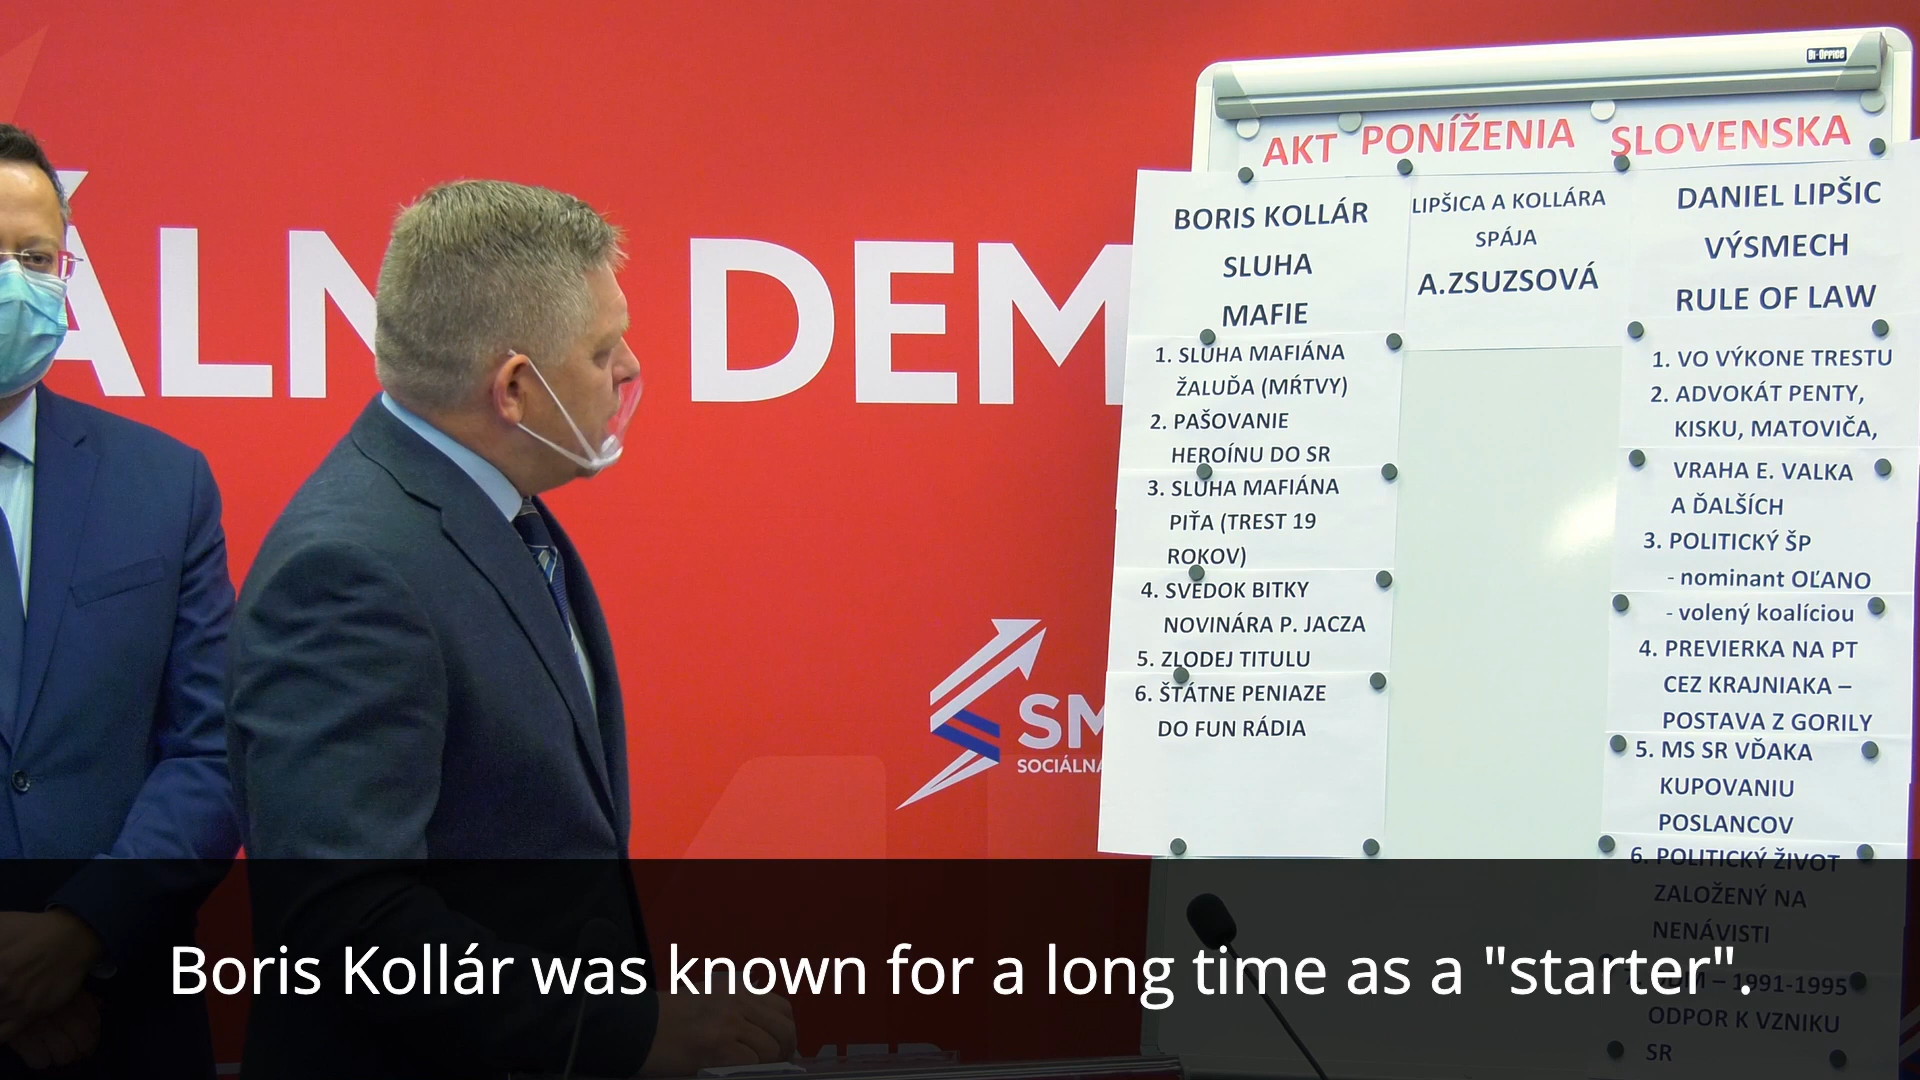 ÁLN
DEM
SM
SOCIÁLNA
BI-OFFICE
AKT PONÍŽENIA SLOVENSKA
BORIS KOLLÁR
SLUHA
MAFIE
1. SLUHA MAFIÁNA
ŽALUĎA (MŔTVY)
2. PAŠOVANIE
HEROÍNU DO SR
3. SLUHA MAFIÁNA
PIŤA (TREST 19
ROKOV)
4. SVEDOK BITKY
NOVINÁRA P. JACZA
5. ZLODEJ TITULU
6. ŠTÁTNE PENIAZE
DO FUN RÁDIA
LIPŠICA A KOLLÁRA
SPÁJA
A.ZSUZSOVÁ
DANIEL LIPŠIC
VÝSMECH
RULE OF LAW
1. VO VÝKONE TRESTU
2. ADVOKÁT PENTY,
KISKU, MATOVIČA,
VRAHA E. VALKA
A ĎALŠÍCH
3. POLITICKÝ ŠP
- nominant OĽANO
- volený koalíciou
4. PREVIERKA NA PT
CEZ KRAJNIAKA –
POSTAVA Z GORILY
5. MS SR VĎAKA
KUPOVANIU
POSLANCOV
6. POLITICKÝ ŽIVOT
ZALOŽENÝ NA
NENÁVISTI
– 1991-1995
ODPOR K VZNIKU
SR
Boris Kollár was known for a long time as a "starter".